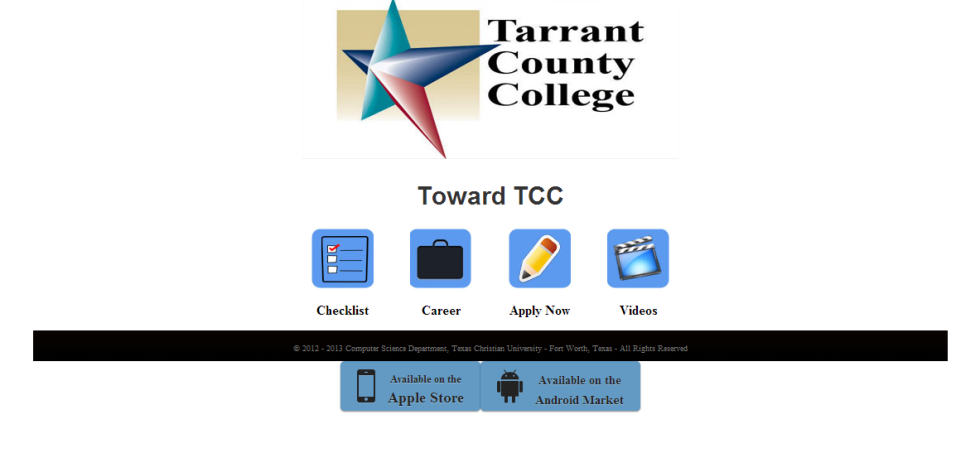 Tarrant
County
College
Toward TCC
Checklist
Career
Apply Now
Videos
© 2012 - 2013 Computer Science Department, Texas Christian University - Fort Worth, Texas - All Rights Reserved
Available on the
Apple Store
Available on the
Android Market